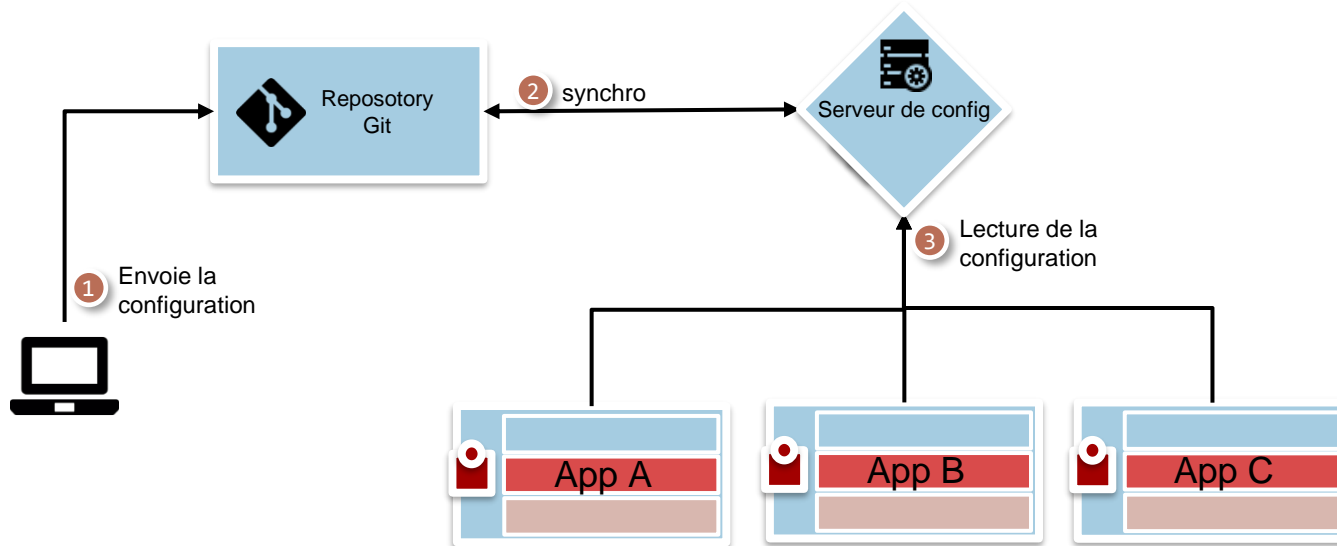 Reposotory
Git
2
synchro
Serveur de config
3
Lecture de la
configuration
1
Envoie la
configuration
App A
App B
App C